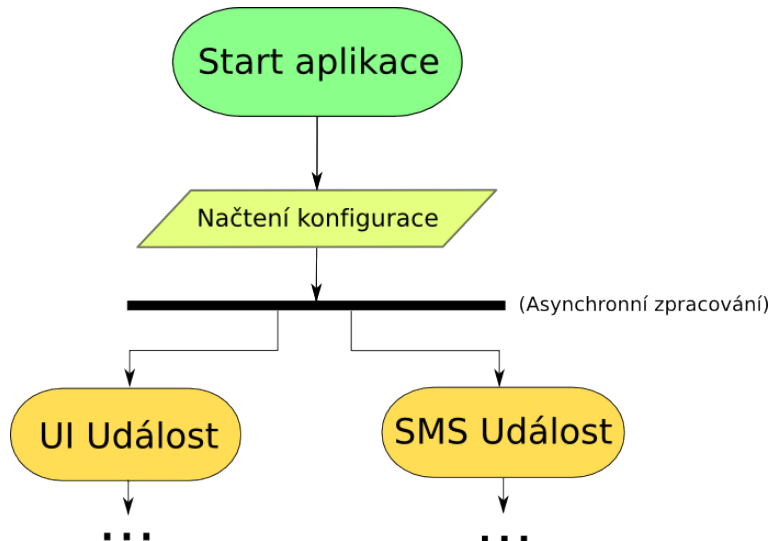 Start aplikace
Načtení konfigurace
(Asynchronní zpracování)
UI Událost
SMS Událost
...
...